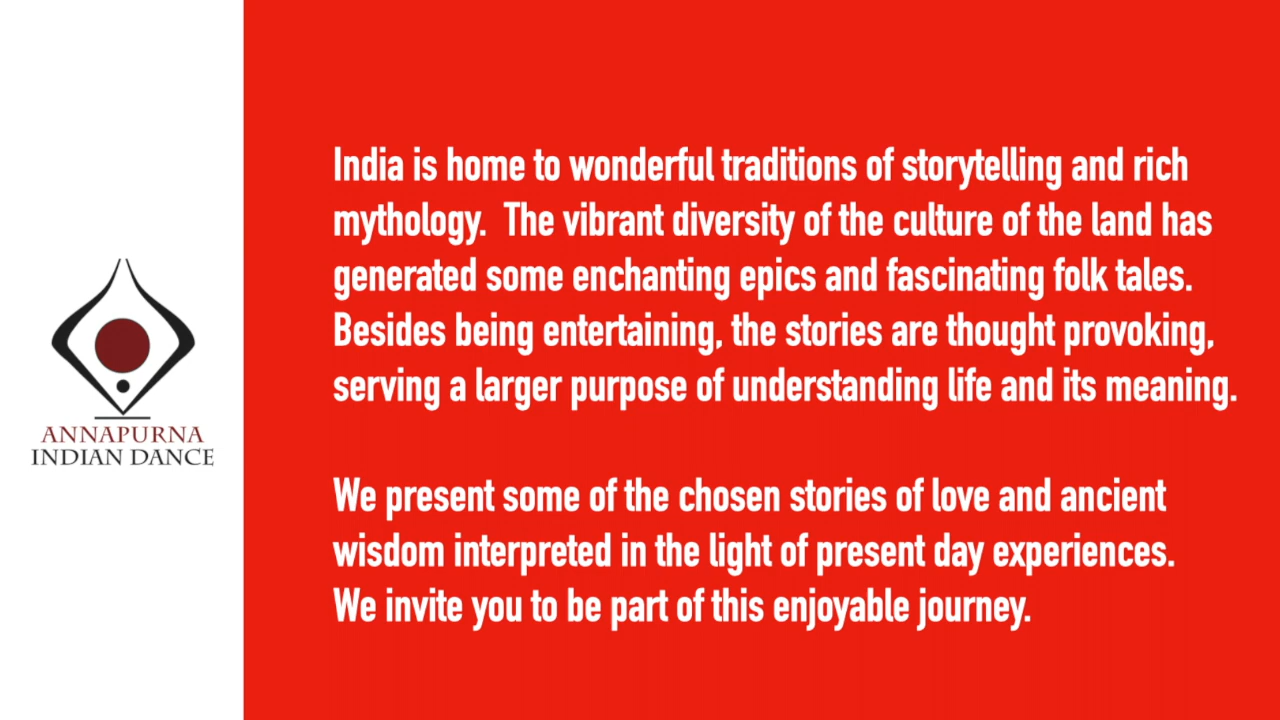 ANNAPURNA
INDIAN DANCE
India is home to wonderful traditions of storytelling and rich
mythology.  The vibrant diversity of the culture of the land has
generated some enchanting epics and fascinating folk tales.
Besides being entertaining, the stories are thought provoking,
serving a larger purpose of understanding life and its meaning.
We present some of the chosen stories of love and ancient
wisdom interpreted in the light of present day experiences.
We invite you to be part of this enjoyable journey.